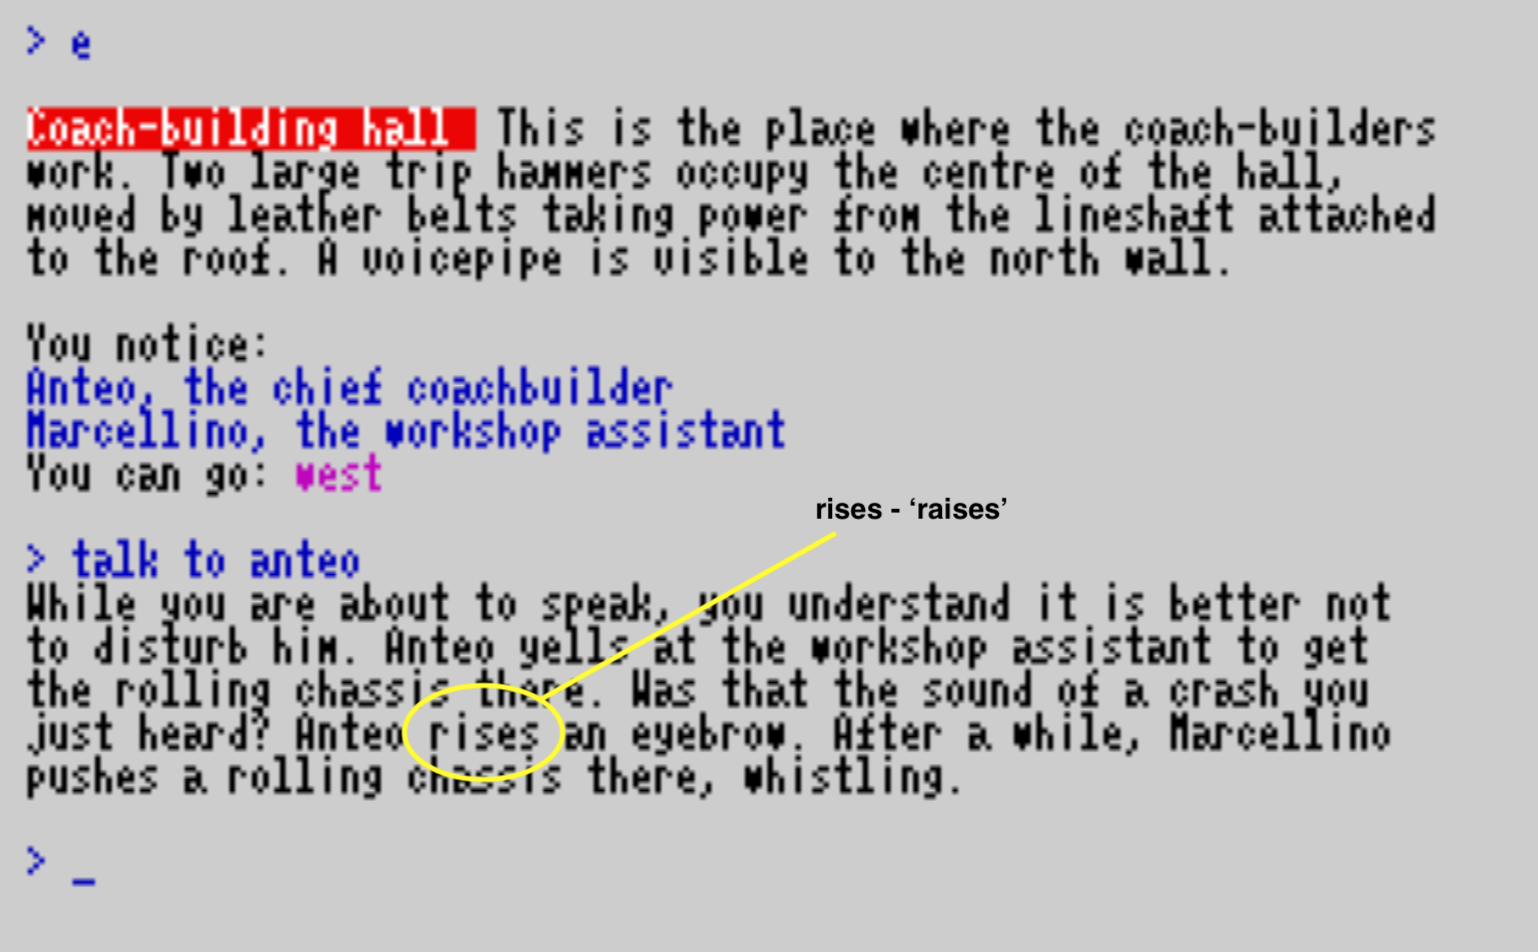 > e
Coach-building hall This is the place where the coach-builders
work. Two large trip hammers occupy the centre of the hall,
moved by leather belts taking power from the lineshaft attached
to the roof. A voicepipe is visible to the north wall.
You notice:
Anteo, the chief coachbuilder
Marcellino, the workshop assistant
You can go: west
rises - ‘raises’
> talk to anteo
While you are about to speak, you understand it is better not
to disturb him. Anteo yells at the workshop assistant to get
the rolling chassis there. Was that the sound of a crash you
just heard? Anteo rises an eyebrow. After a while, Marcellino
pushes a rolling chassis there, whistling.
> _